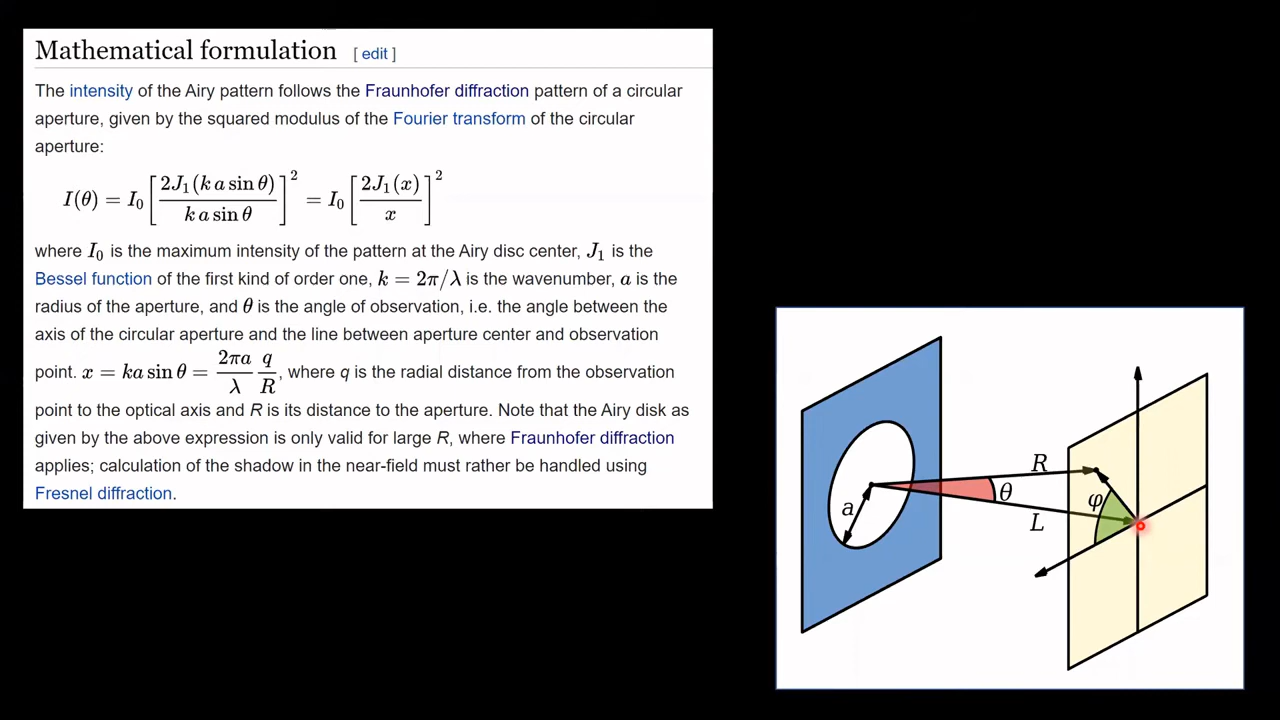 Mathematical formulation [ edit ]
The intensity of the Airy pattern follows the Fraunhofer diffraction pattern of a circular
aperture, given by the squared modulus of the Fourier transform of the circular
aperture:
I(θ) = I₀ [ 2J₁(k a sin θ) / k a sin θ ]² = I₀ [ 2J₁(x) / x ]²
where I₀ is the maximum intensity of the pattern at the Airy disc center, J₁ is the
Bessel function of the first kind of order one, k = 2π/λ is the wavenumber, a is the
radius of the aperture, and θ is the angle of observation, i.e. the angle between the
axis of the circular aperture and the line between aperture center and observation
point. x = ka sin θ = 2πa/λ q/R, where q is the radial distance from the observation
point to the optical axis and R is its distance to the aperture. Note that the Airy disk as
given by the above expression is only valid for large R, where Fraunhofer diffraction
applies; calculation of the shadow in the near-field must rather be handled using
Fresnel diffraction.
R
θ
φ
a
L